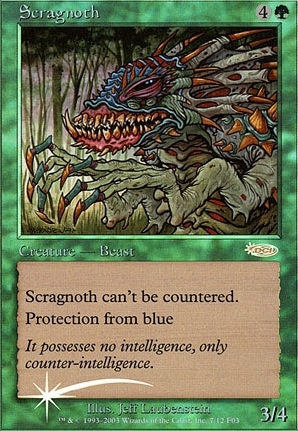 Scragnoth 4
Creature — Beast
DCI
Scragnoth can't be countered.
Protection from blue
It possesses no intelligence, only
counter-intelligence.
Illus. Jeff Laubenstein
™ & © 1993–2003 Wizards of the Coast, Inc. 7/12 F03
3/4